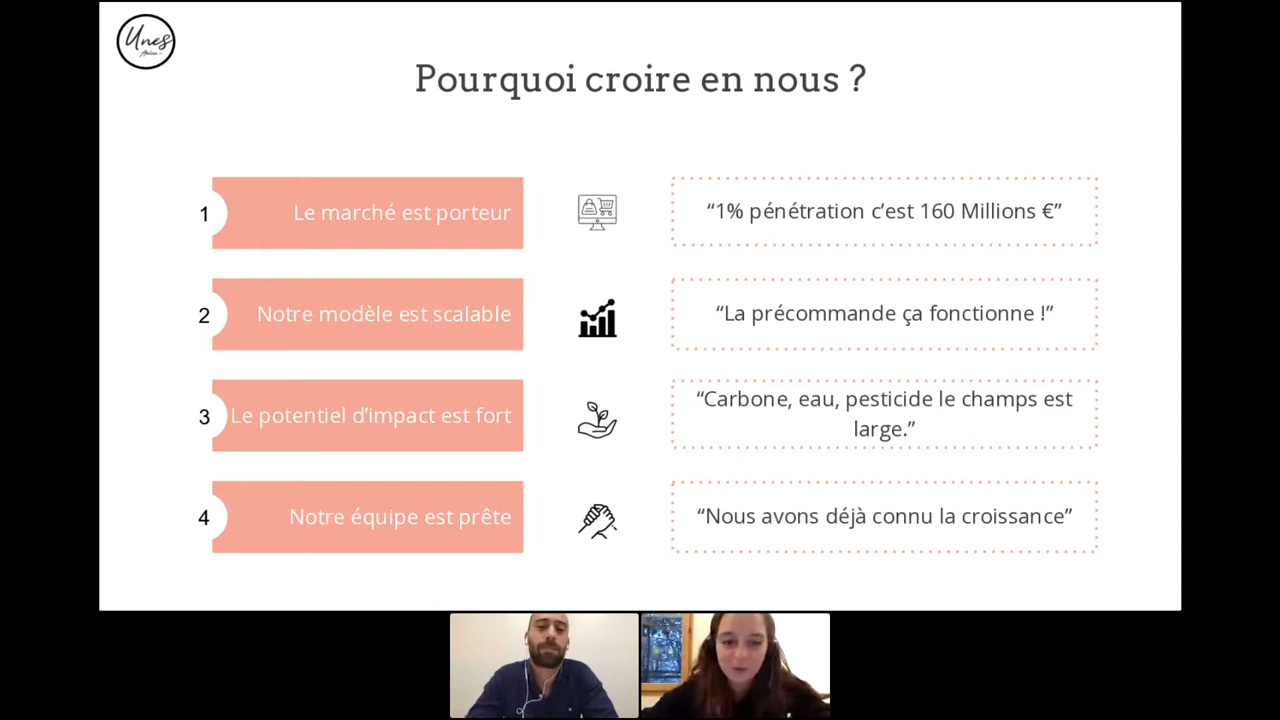 Unes
Atelier
Pourquoi croire en nous ?
1 Le marché est porteur
“1% pénétration c’est 160 Millions €”
2 Notre modèle est scalable
“La précommande ça fonctionne !”
3 Le potentiel d’impact est fort
“Carbone, eau, pesticide le champs est
large.”
4 Notre équipe est prête
“Nous avons déjà connu la croissance”